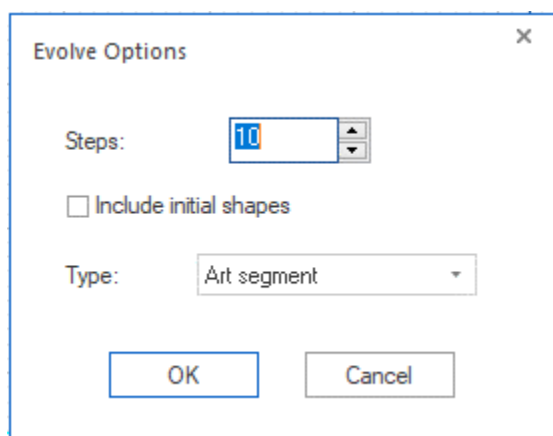 Evolve Options
Steps: 10
Include initial shapes
Type: Art segment
OK Cancel